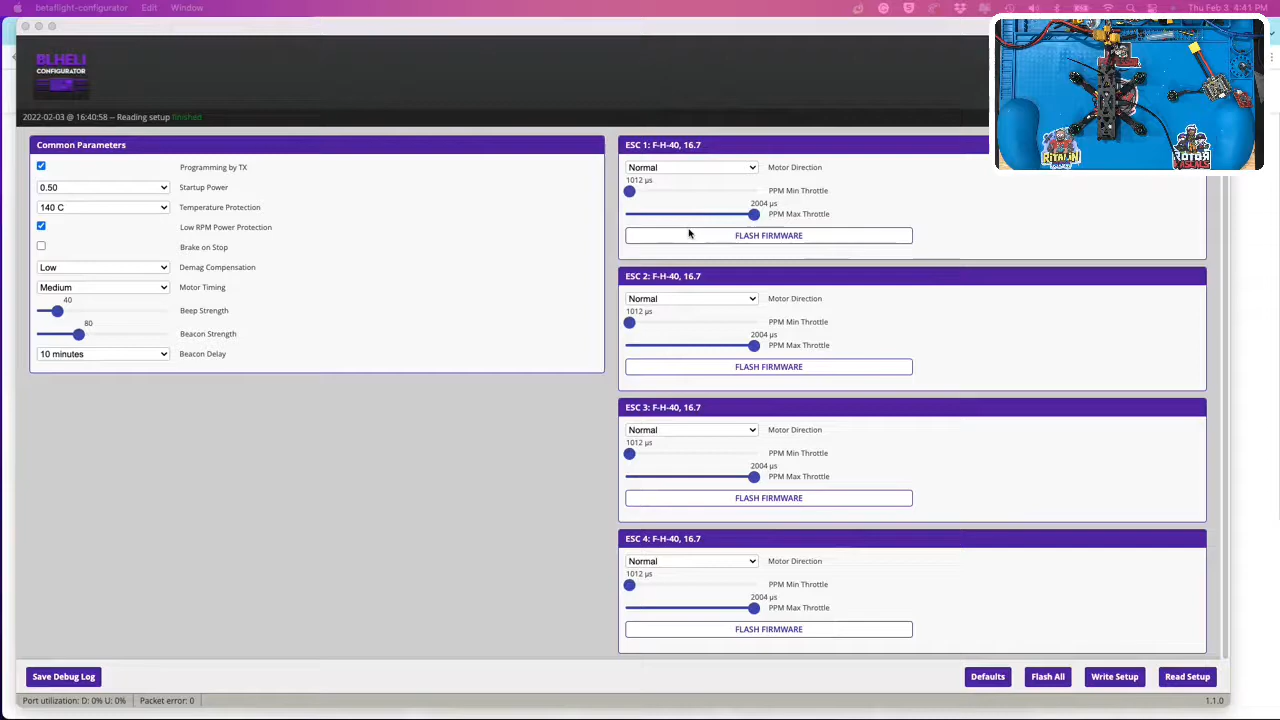 betaflight-configurator Edit Window
Thu Feb 3 4:41 PM
BLHELI
CONFIGURATOR
2022-02-03 @ 16:40:58 -- Reading setup finished
Common Parameters
Programming by TX
0.50 Startup Power
140 C Temperature Protection
Low RPM Power Protection
Brake on Stop
Low Demag Compensation
Medium Motor Timing
40
Beep Strength
80
Beacon Strength
10 minutes Beacon Delay
ESC 1: F-H-40, 16.7
Normal Motor Direction
1012 µs
PPM Min Throttle
2004 µs
PPM Max Throttle
FLASH FIRMWARE
ESC 2: F-H-40, 16.7
Normal Motor Direction
1012 µs
PPM Min Throttle
2004 µs
PPM Max Throttle
FLASH FIRMWARE
ESC 3: F-H-40, 16.7
Normal Motor Direction
1012 µs
PPM Min Throttle
2004 µs
PPM Max Throttle
FLASH FIRMWARE
ESC 4: F-H-40, 16.7
Normal Motor Direction
1012 µs
PPM Min Throttle
2004 µs
PPM Max Throttle
FLASH FIRMWARE
RITALIN
ROTOR
RASCALS
Save Debug Log
Defaults Flash All Write Setup Read Setup
Port utilization: D: 0% U: 0% Packet error: 0
1.1.0